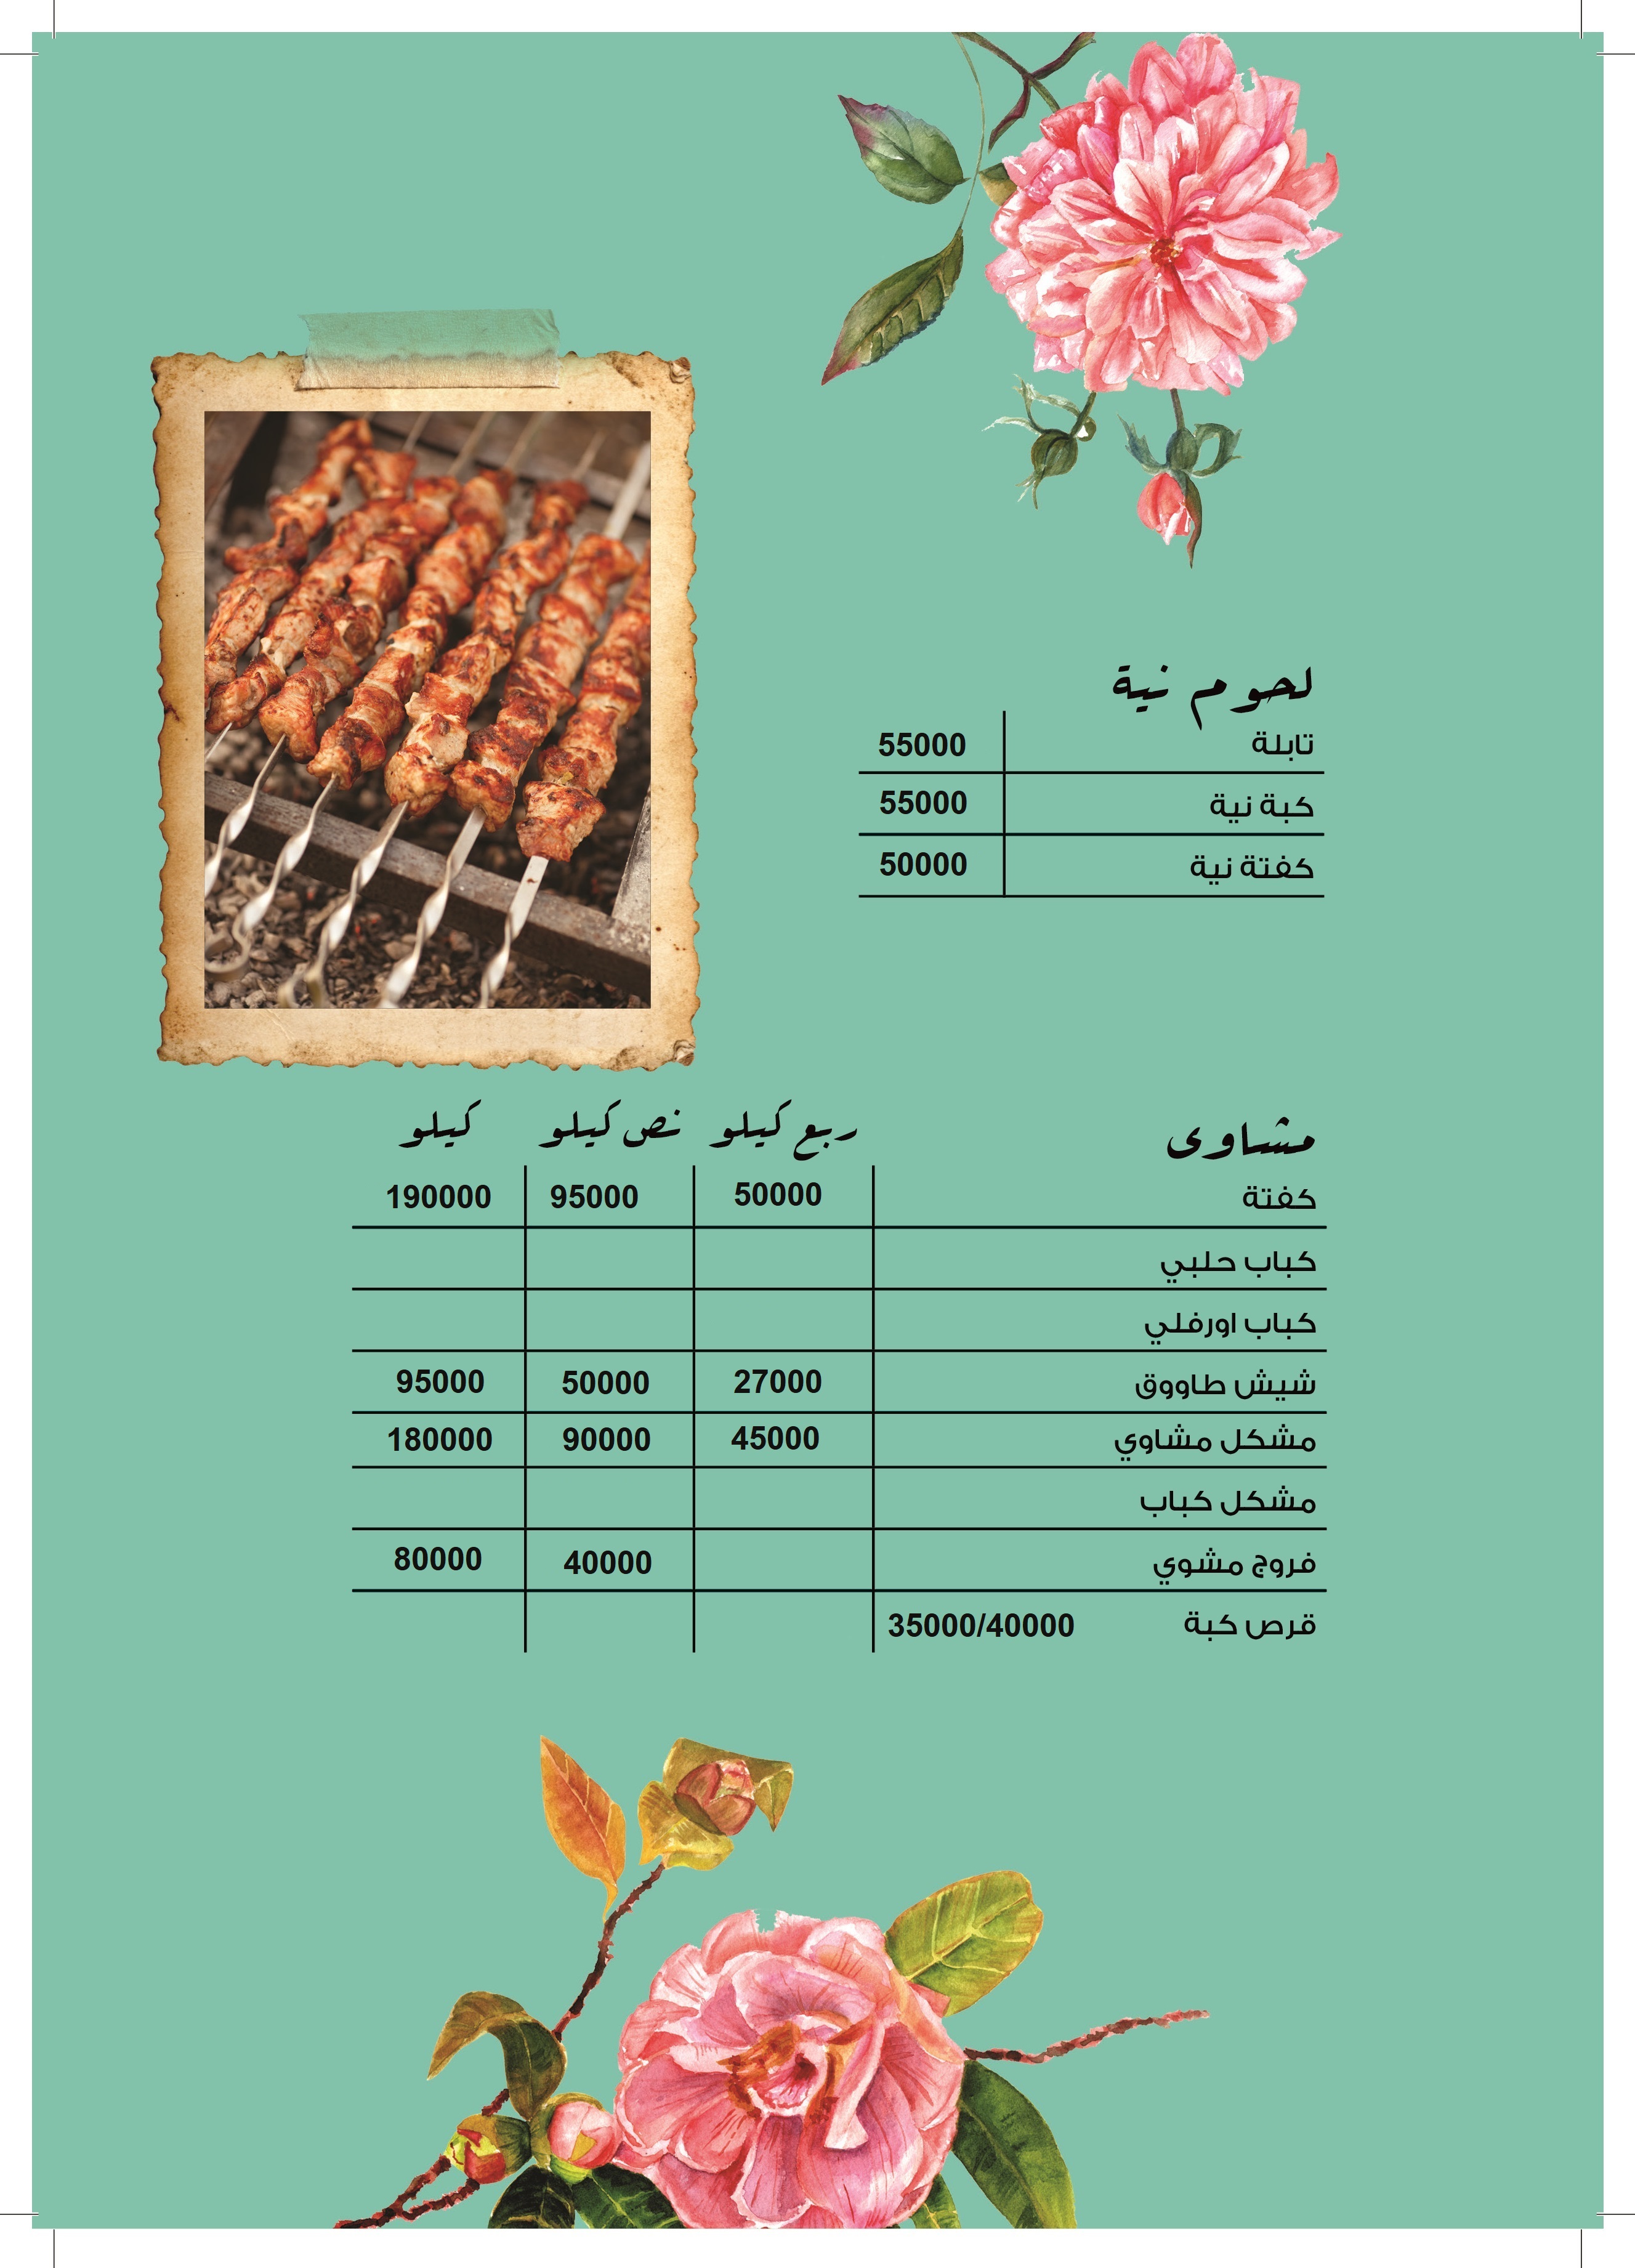 لحوم نية
تابلة 55000
كبة نية 55000
كفتة نية 50000
مشاوى ربع كيلو نص كيلو كيلو
كفتة 50000 95000 190000
كباب حلبي
كباب اورفلي
شيش طاووق 27000 50000 95000
مشكل مشاوي 45000 90000 180000
مشكل كباب
فروج مشوي 40000 80000
قرص كبة 35000/40000